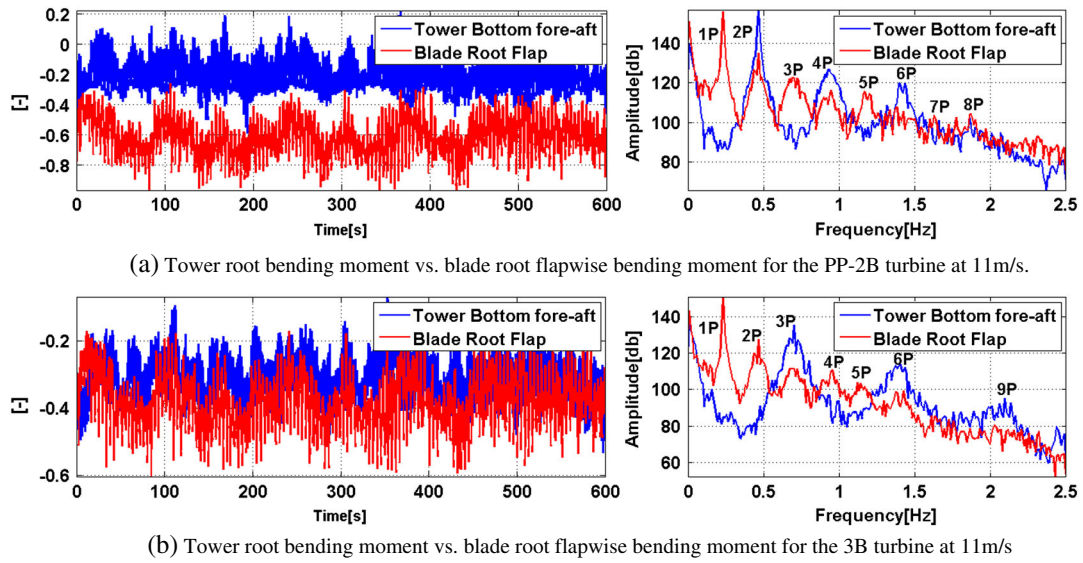 0.2
0
-0.2
-0.4
-0.6
-0.8
[-]
Tower Bottom fore-aft
Blade Root Flap
0 100 200 300 400 500 600
Time[s]
140
120
100
80
Amplitude[db]
1P 2P 3P 4P 5P 6P 7P 8P
Tower Bottom fore-aft
Blade Root Flap
0 0.5 1 1.5 2 2.5
Frequency[Hz]
(a) Tower root bending moment vs. blade root flapwise bending moment for the PP-2B turbine at 11m/s.
-0.2
-0.4
-0.6
[-]
Tower Bottom fore-aft
Blade Root Flap
0 100 200 300 400 500 600
Time[s]
140
120
100
80
60
Amplitude[db]
1P 2P 3P 4P 5P 6P 9P
Tower Bottom fore-aft
Blade Root Flap
0 0.5 1 1.5 2 2.5
Frequency[Hz]
(b) Tower root bending moment vs. blade root flapwise bending moment for the 3B turbine at 11m/s